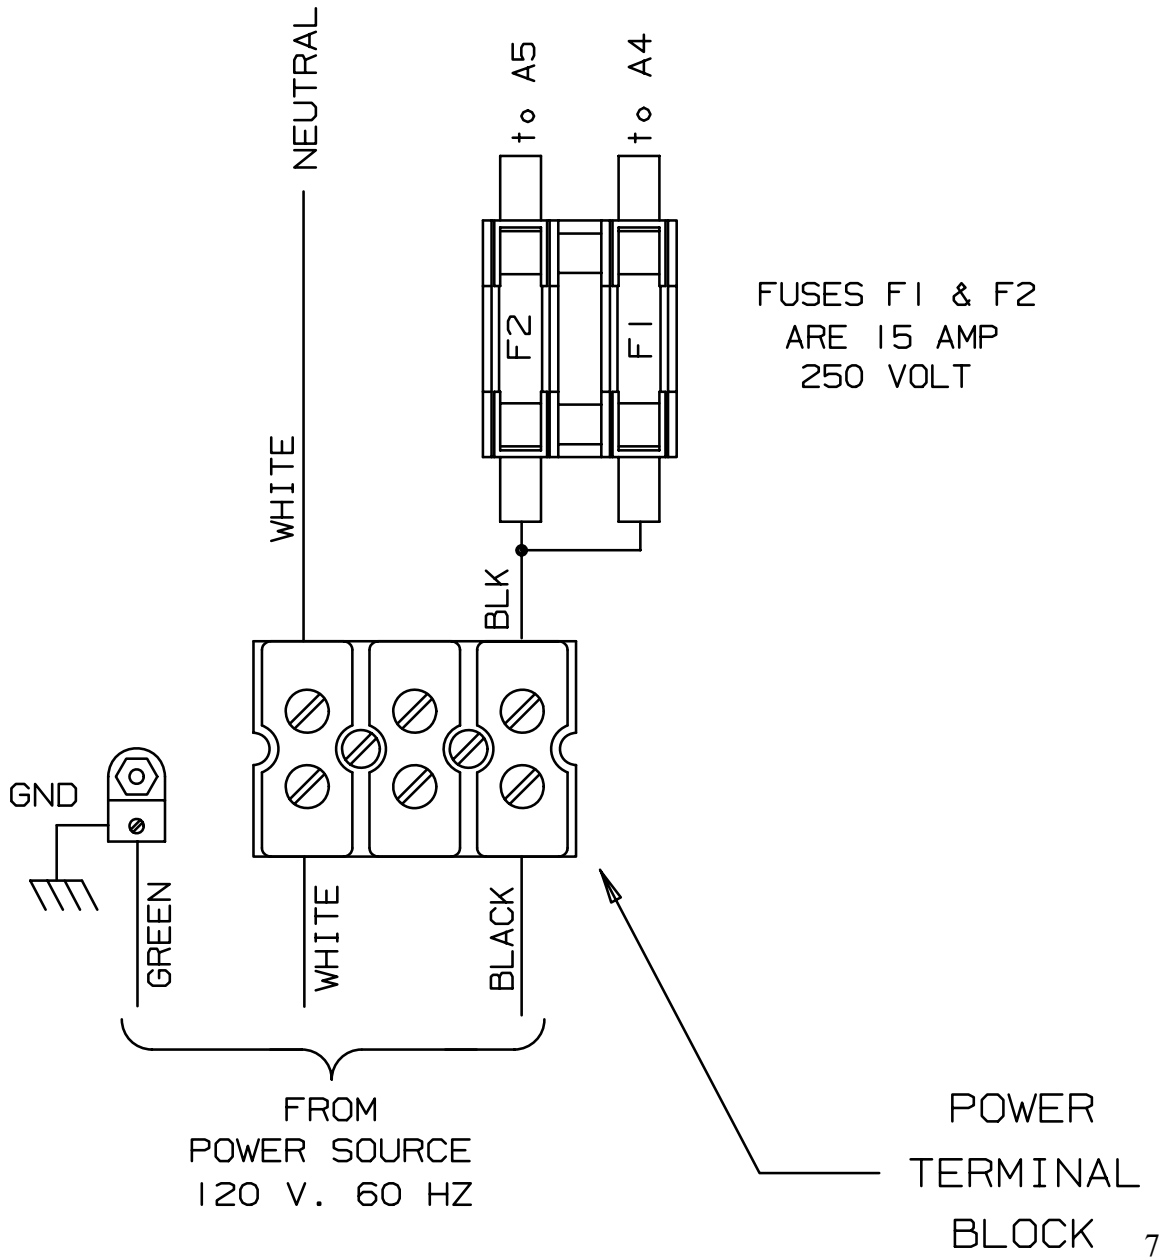 NEUTRAL
to A5
to A4
F2
F1
FUSES F1 & F2
ARE 15 AMP
250 VOLT
WHITE
BLK
GND
GREEN
WHITE
BLACK
FROM
POWER SOURCE
120 V. 60 HZ
POWER
TERMINAL
BLOCK
7